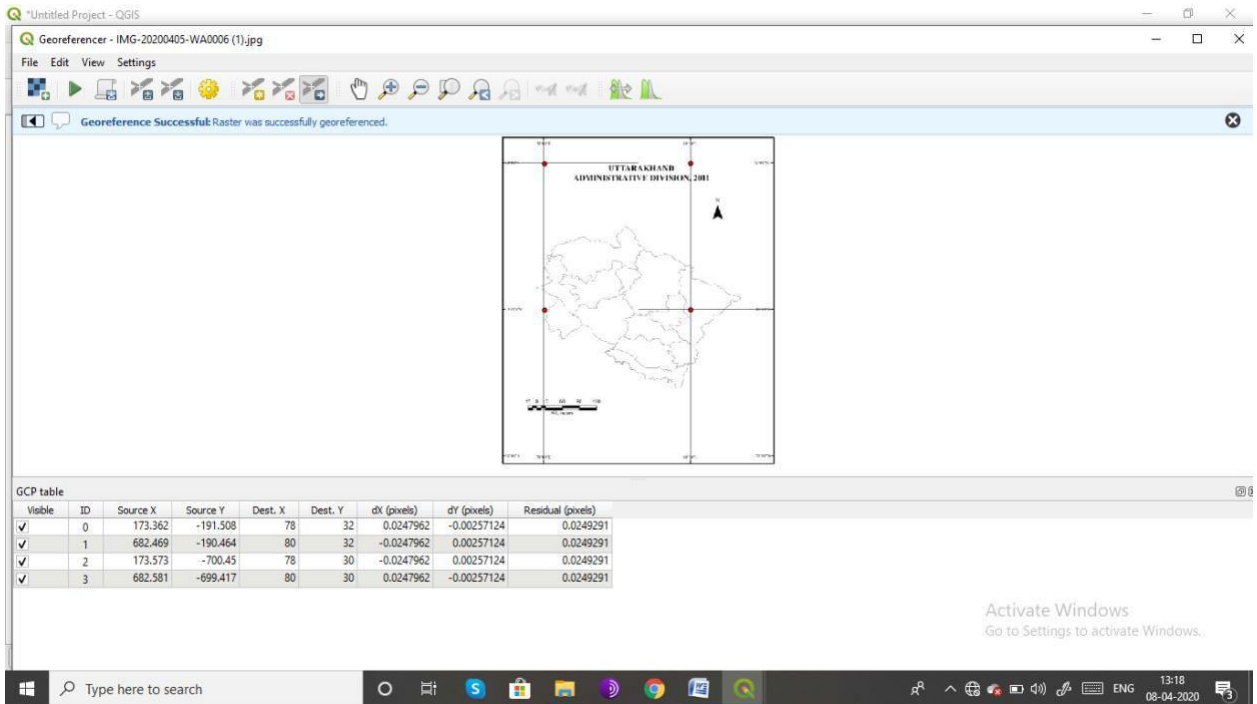 *Untitled Project - QGIS
Georeferencer - IMG-20200405-WA0006 (1).jpg
File Edit View Settings
Georeference Successful: Raster was successfully georeferenced.
UTTARAKHAND
ADMINISTRATIVE DIVISION, 2011
N
GCP table
Visible ID Source X Source Y Dest. X Dest. Y dX (pixels) dY (pixels) Residual (pixels)
0 173.362 -191.508 78 32 0.0247962 -0.00257124 0.0249291
1 682.469 -190.464 80 32 -0.0247962 0.00257124 0.0249291
2 173.573 -700.45 78 30 -0.0247962 0.00257124 0.0249291
3 682.581 -699.417 80 30 0.0247962 -0.00257124 0.0249291
Activate Windows
Go to Settings to activate Windows.
Type here to search
ENG
13:18
08-04-2020
3